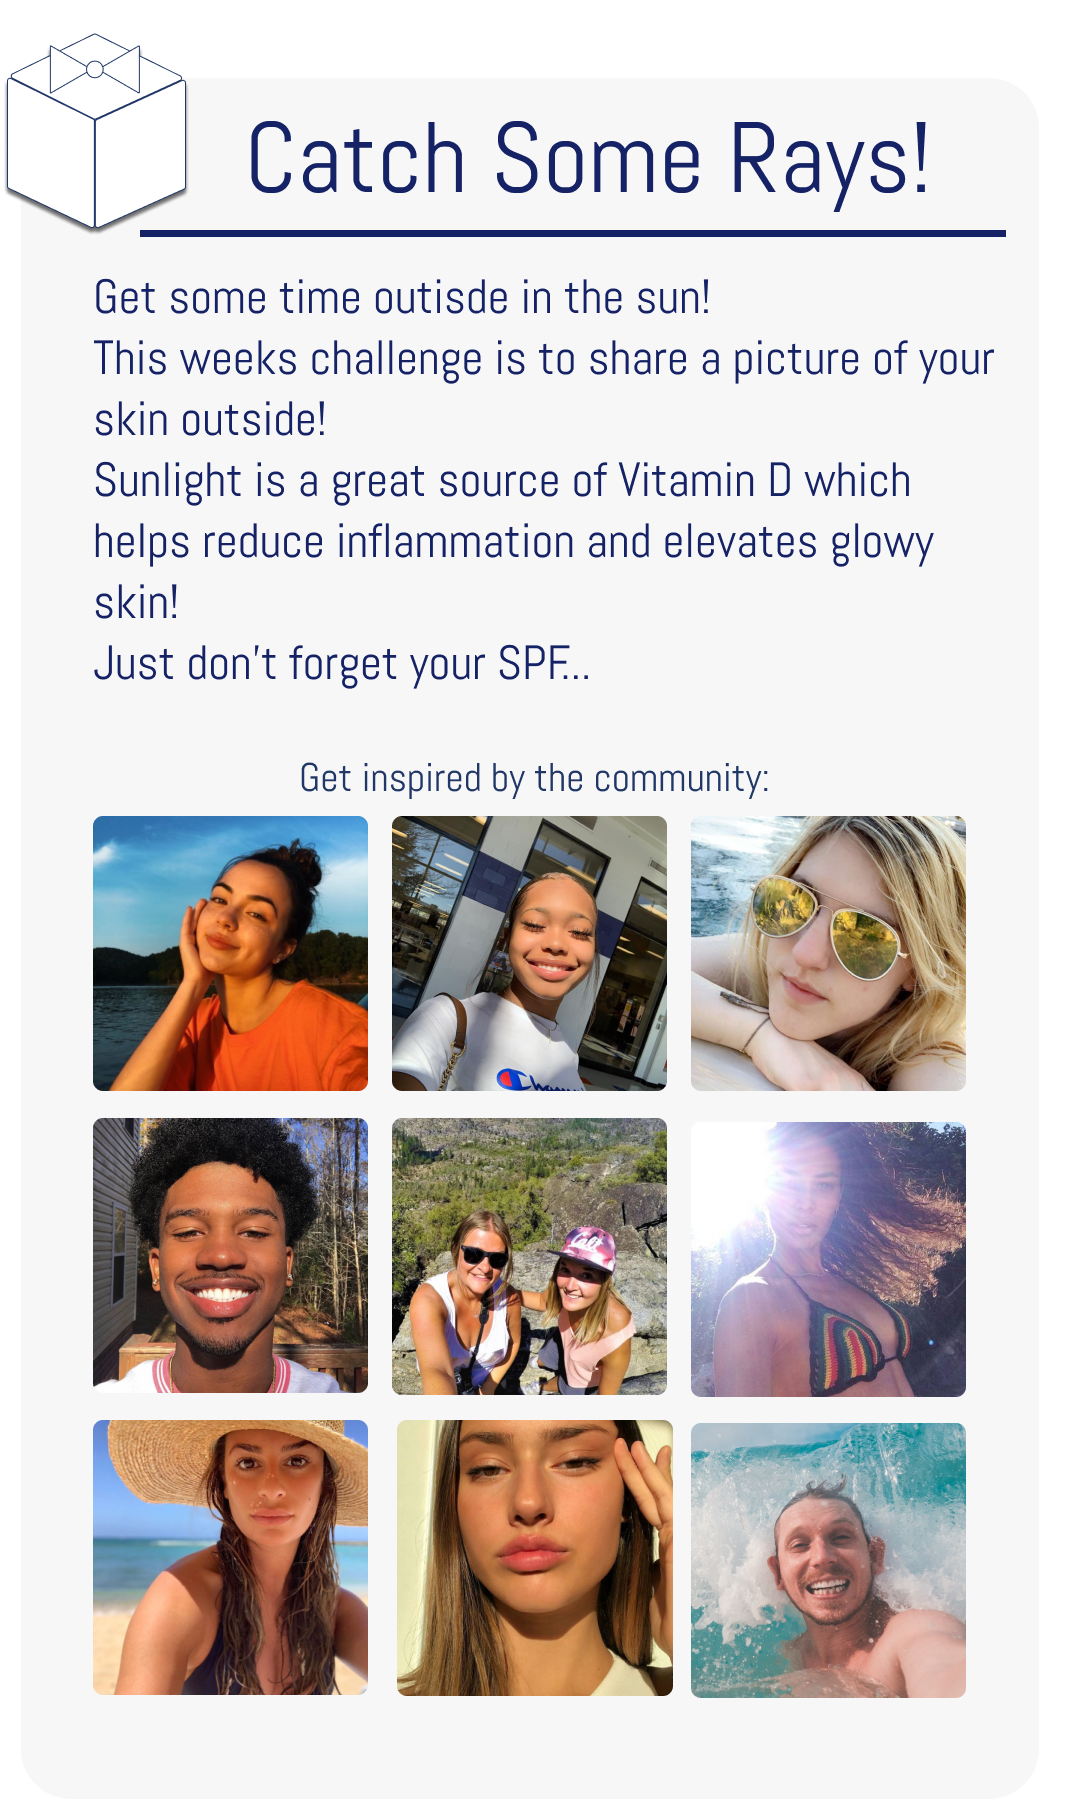 Catch Some Rays!
Get some time outisde in the sun!
This weeks challenge is to share a picture of your
skin outside!
Sunlight is a great source of Vitamin D which
helps reduce inflammation and elevates glowy
skin!
Just don't forget your SPF...
Get inspired by the community:
Cali